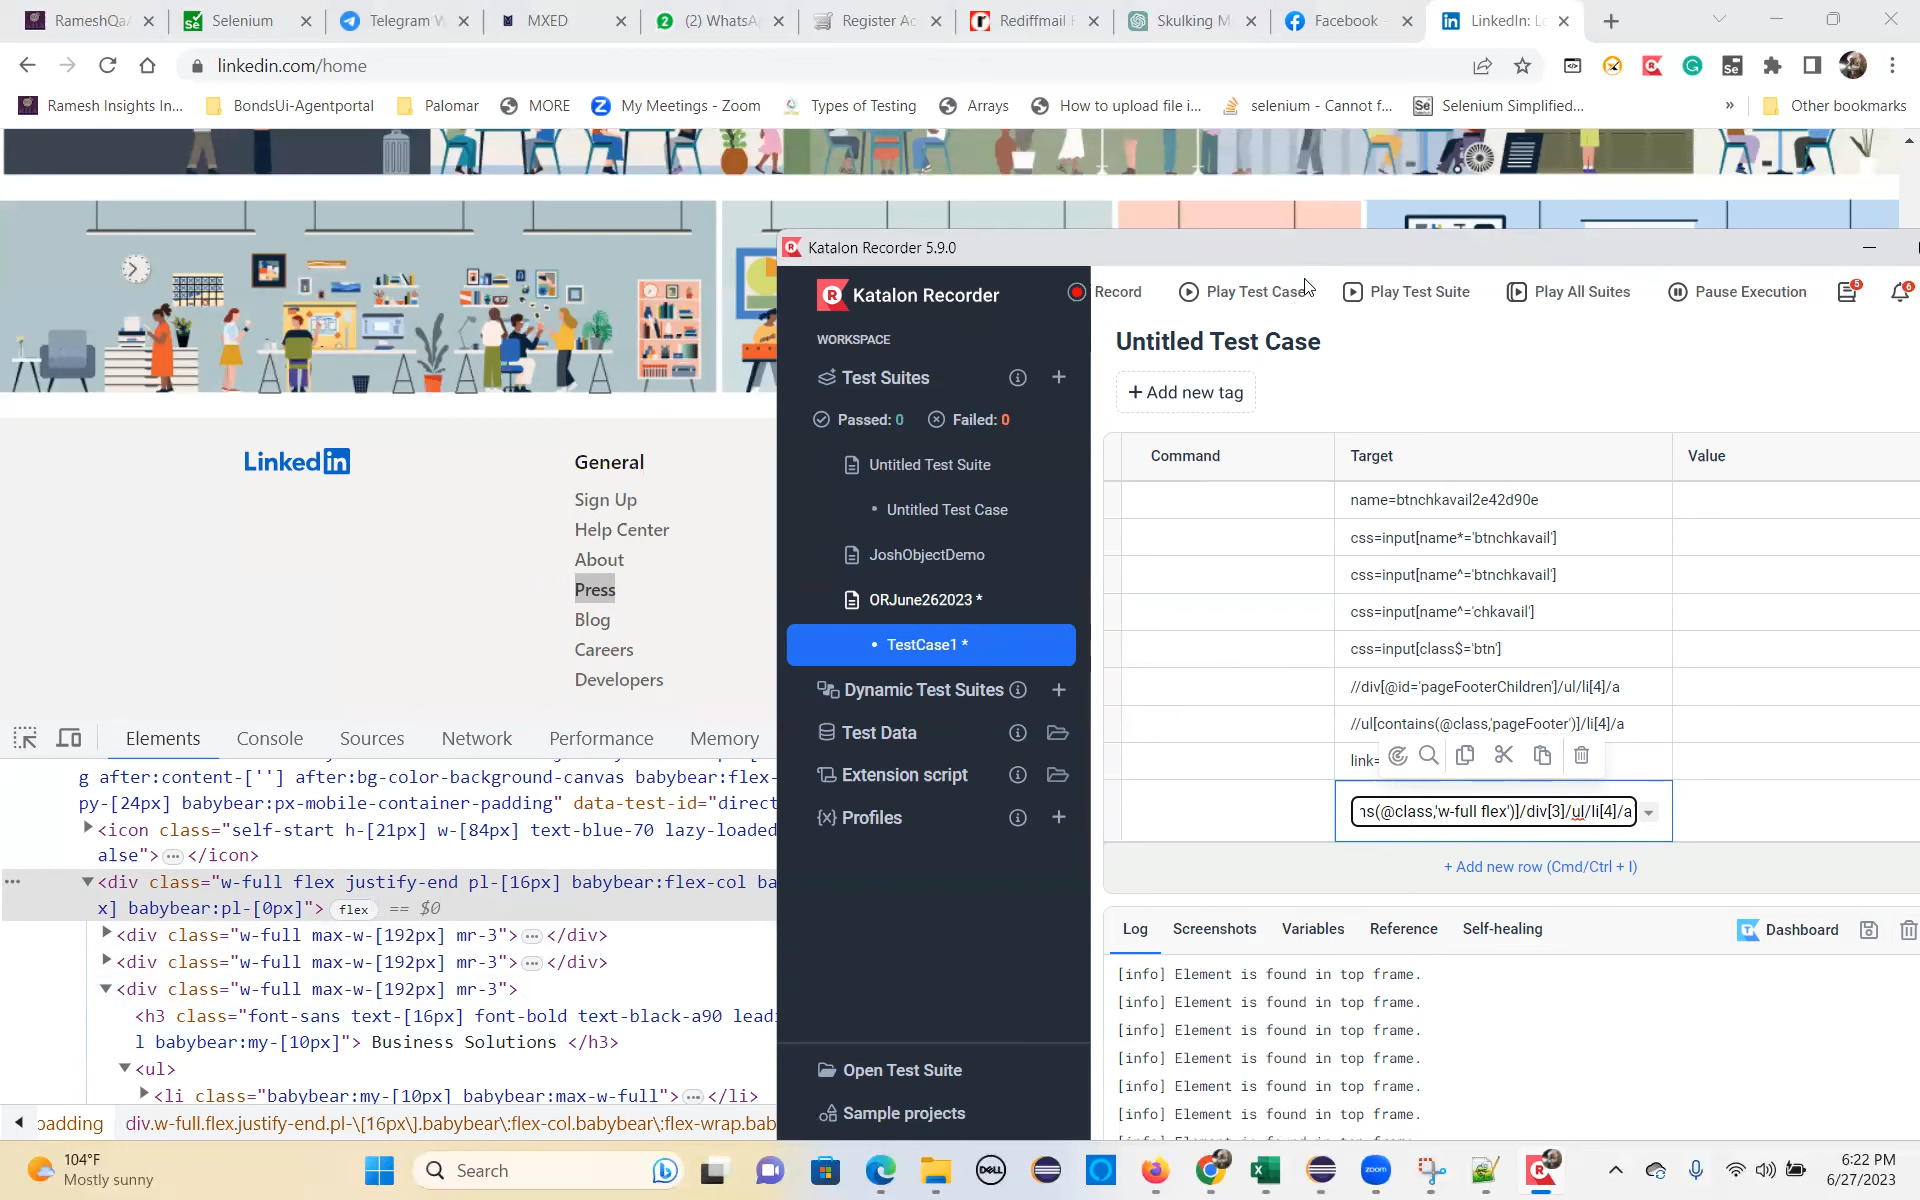 RameshQA
Selenium
Telegram W
MXED
(2) WhatsA
Register Ac
Rediffmail
Skulking M
Facebook
LinkedIn: L
linkedin.com/home
Ramesh Insights In...
BondsUi-Agentportal
Palomar
MORE
My Meetings - Zoom
Types of Testing
Arrays
How to upload file i...
selenium - Cannot f...
Selenium Simplified...
»
Other bookmarks
Katalon Recorder 5.9.0
Katalon Recorder
Record
Play Test Case
Play Test Suite
Play All Suites
Pause Execution
5
6
WORKSPACE
Test Suites
Passed: 0
Failed: 0
Untitled Test Suite
• Untitled Test Case
JoshObjectDemo
ORJune262023 *
• TestCase1 *
Dynamic Test Suites
Test Data
Extension script
Profiles
Open Test Suite
Sample projects
Untitled Test Case
+ Add new tag
Command
Target
Value
name=btnchkavail2e42d90e
css=input[name*='btnchkavail']
css=input[name^='btnchkavail']
css=input[name^='chkavail']
css=input[class$='btn']
//div[@id='pageFooterChildren']/ul/li[4]/a
//ul[contains(@class,'pageFooter')]/li[4]/a
link=
ns(@class,'w-full flex')]/div[3]/ul/li[4]/a
+ Add new row (Cmd/Ctrl + I)
Log
Screenshots
Variables
Reference
Self-healing
Dashboard
[info] Element is found in top frame.
[info] Element is found in top frame.
[info] Element is found in top frame.
[info] Element is found in top frame.
[info] Element is found in top frame.
[info] Element is found in top frame.
LinkedIn
General
Sign Up
Help Center
About
Press
Blog
Careers
Developers
Elements
Console
Sources
Network
Performance
Memory
g after:content-[''] after:bg-color-background-canvas babybear:flex-
py-[24px] babybear:px-mobile-container-padding" data-test-id="direct
<icon class="self-start h-[21px] w-[84px] text-blue-70 lazy-loaded
alse">…</icon>
<div class="w-full flex justify-end pl-[16px] babybear:flex-col ba
x] babybear:pl-[0px]"> flex == $0
<div class="w-full max-w-[192px] mr-3">…</div>
<div class="w-full max-w-[192px] mr-3">…</div>
<div class="w-full max-w-[192px] mr-3">
<h3 class="font-sans text-[16px] font-bold text-black-a90 leadi
l babybear:my-[10px]"> Business Solutions </h3>
<ul>
<li class="babybear:my-[10px] babybear:max-w-full">…</li>
padding
div.w-full.flex.justify-end.pl-\[16px\].babybear\:flex-col.babybear\:flex-wrap.bab
104°F
Mostly sunny
Search
DELL
zoom
6:22 PM
6/27/2023